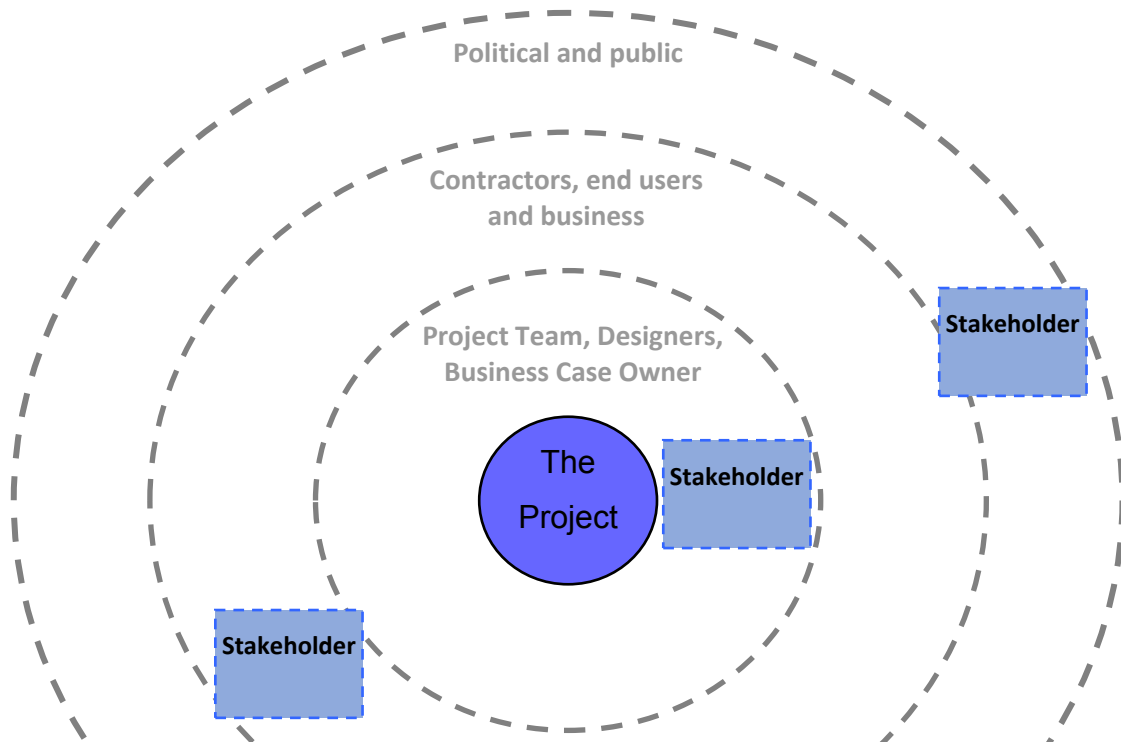 Political and public
Contractors, end users
and business
Stakeholder
Project Team, Designers,
Business Case Owner
The
Project
Stakeholder
Stakeholder